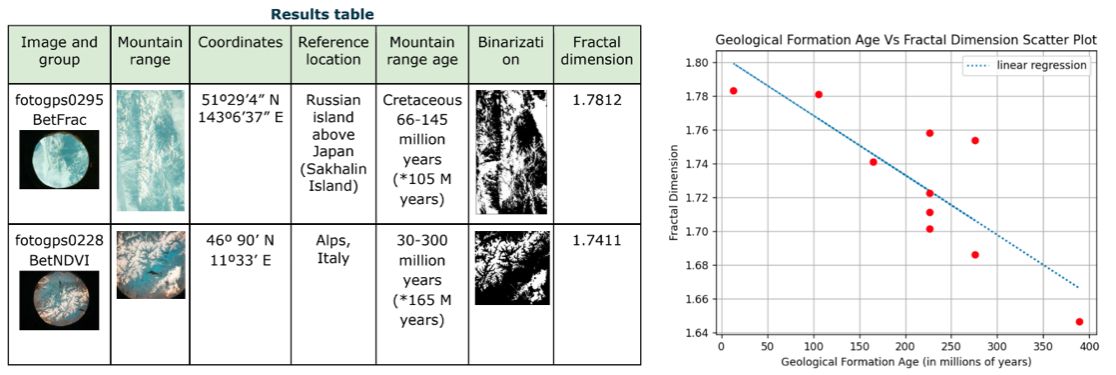 Results table
Image and group
Mountain range
Coordinates
Reference location
Mountain range age
Binarizati
on
Fractal dimension
fotogps0295
BetFrac
51º29’4” N
143º6’37” E
Russian
island
above
Japan
(Sakhalin
Island)
Cretaceous
66-145
million
years
(*105 M
years)
1.7812
fotogps0228
BetNDVI
46º 90’ N
11º33’ E
Alps,
Italy
30-300
million
years
(*165 M
years)
1.7411
Geological Formation Age Vs Fractal Dimension Scatter Plot
linear regression
Fractal Dimension
1.80
1.78
1.76
1.74
1.72
1.70
1.68
1.66
1.64
0 50 100 150 200 250 300 350 400
Geological Formation Age (in millions of years)